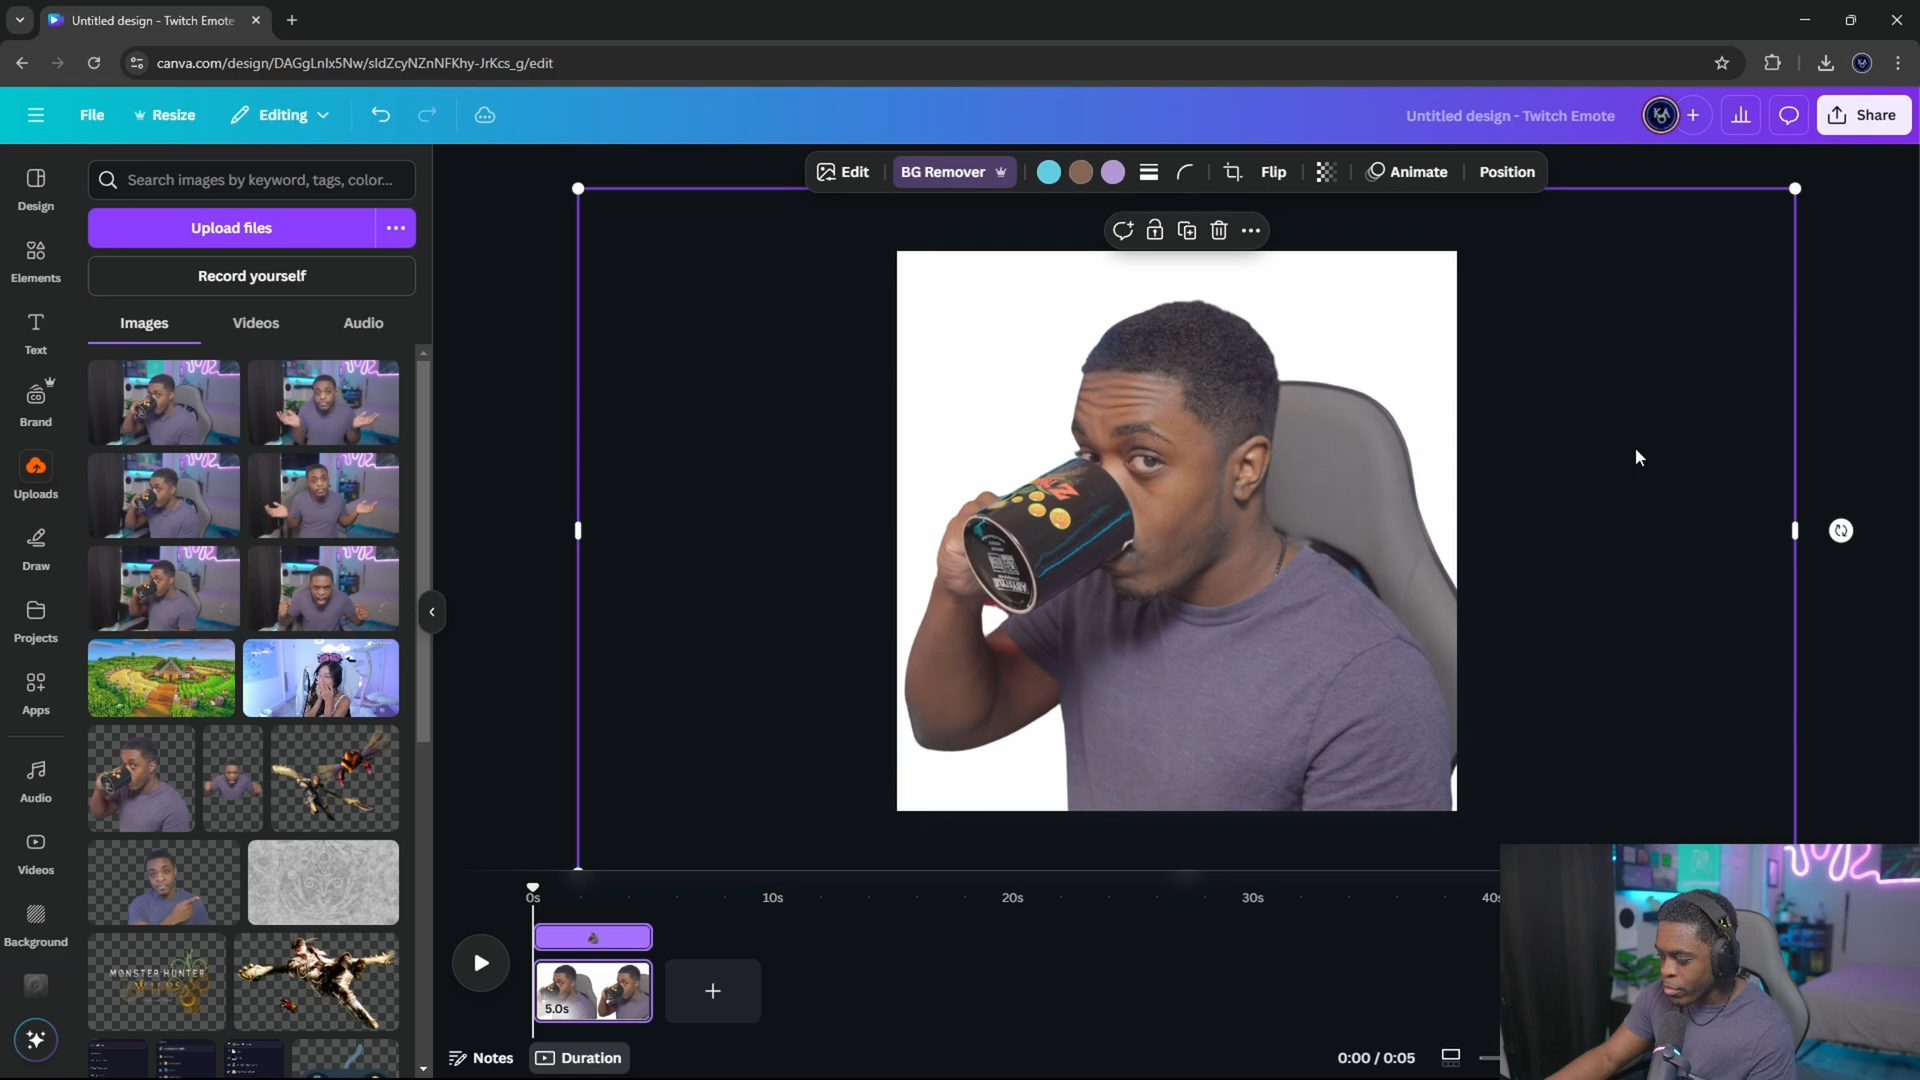 Untitled design - Twitch Emote
canva.com/design/DAGgLnIx5Nw/sldZcyNZnNFKhy-JrKcs_g/edit
File
Resize
Editing
Untitled design - Twitch Emote
Share
Design
Elements
Text
Brand
Uploads
Draw
Projects
Apps
Audio
Videos
Background
Search images by keyword, tags, color...
Upload files
Record yourself
Images
Videos
Audio
MONSTER HUNTER
WILDS
Edit
BG Remover
Flip
Animate
Position
0s
10s
20s
30s
5.0s
Notes
Duration
0:00 / 0:05